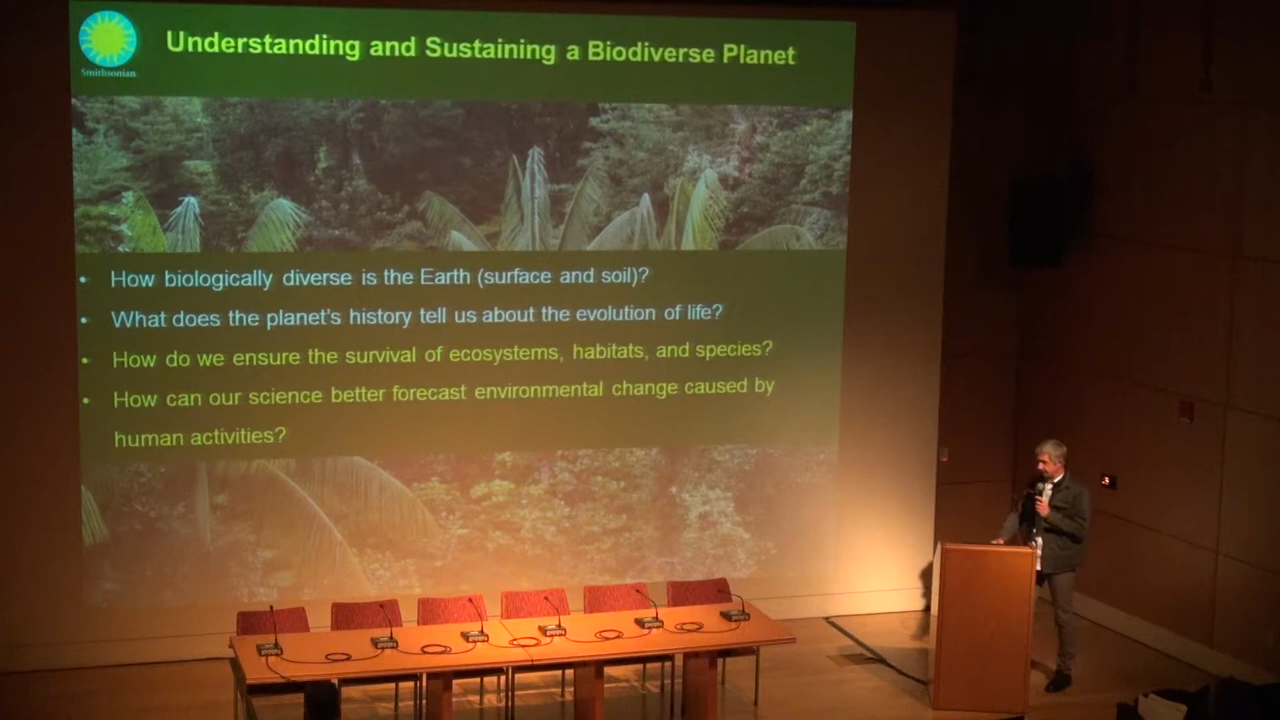 Smithsonian
Understanding and Sustaining a Biodiverse Planet
• How biologically diverse is the Earth (surface and soil)?
• What does the planet's history tell us about the evolution of life?
• How do we ensure the survival of ecosystems, habitats, and species?
• How can our science better forecast environmental change caused by
human activities?